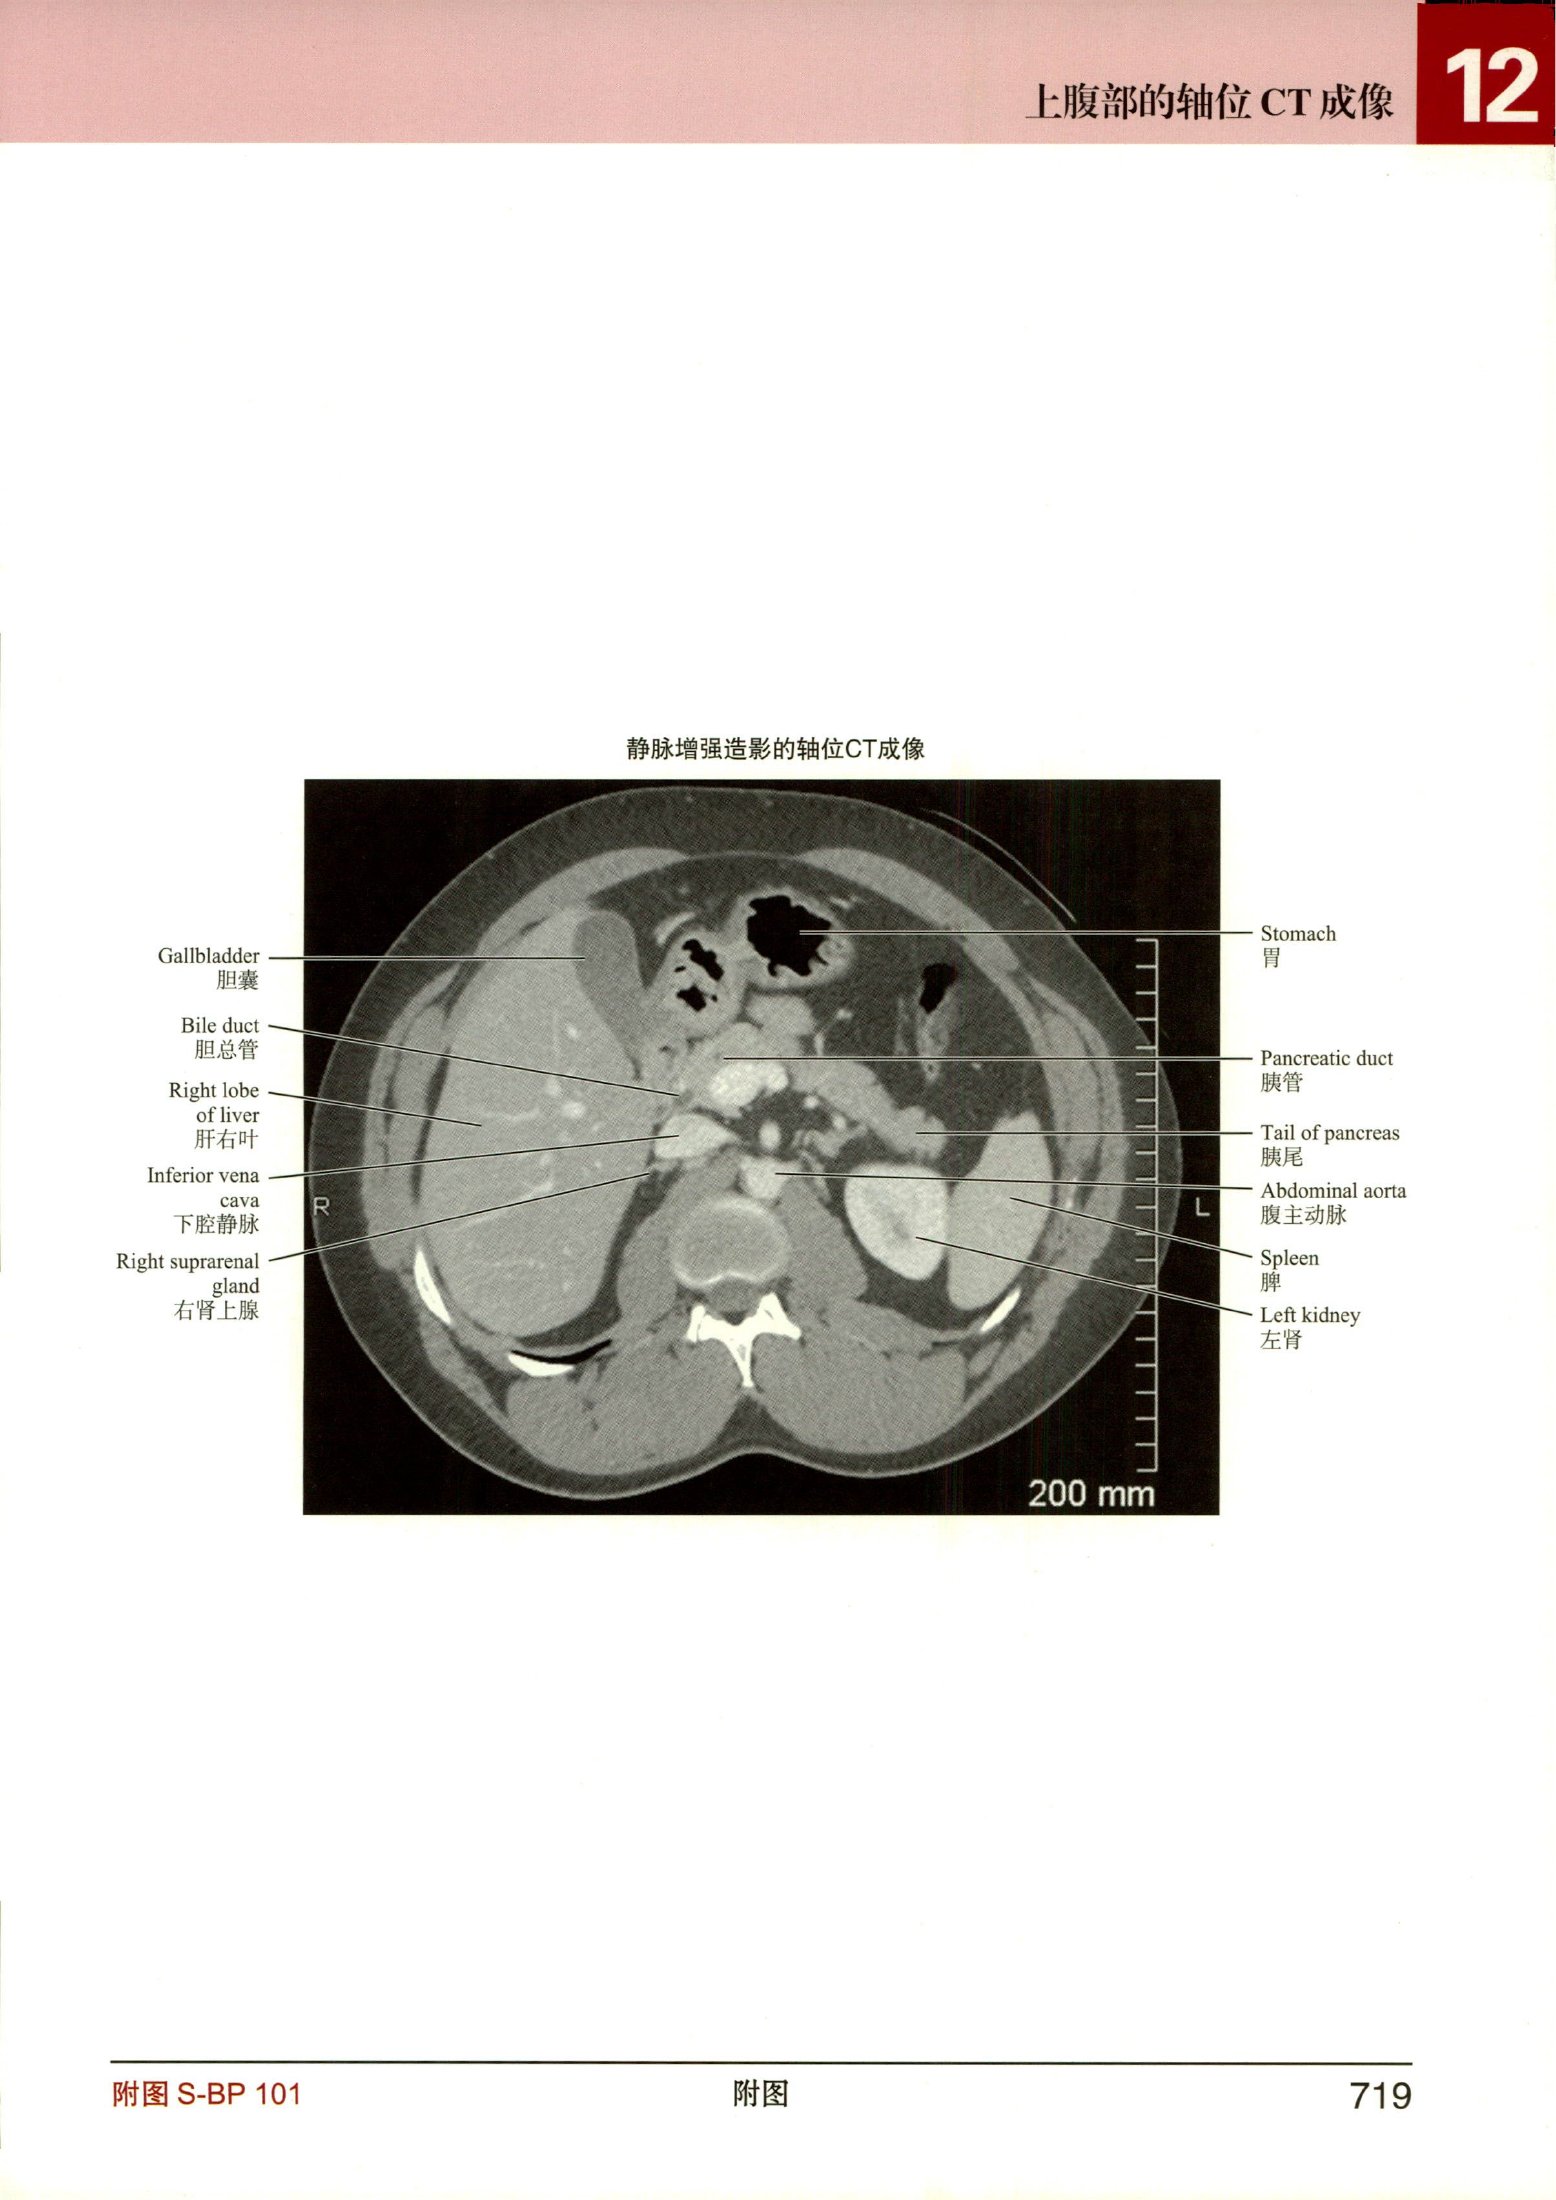 上腹部的轴位 CT 成像
12
静脉增强造影的轴位CT成像
Gallbladder
胆囊
Bile duct
胆总管
Right lobe
of liver
肝右叶
Inferior vena
cava
下腔静脉
Right suprarenal
gland
右肾上腺
R
L
200 mm
Stomach
胃
Pancreatic duct
胰管
Tail of pancreas
胰尾
Abdominal aorta
腹主动脉
Spleen
脾
Left kidney
左肾
附图 S-BP 101
附图
719